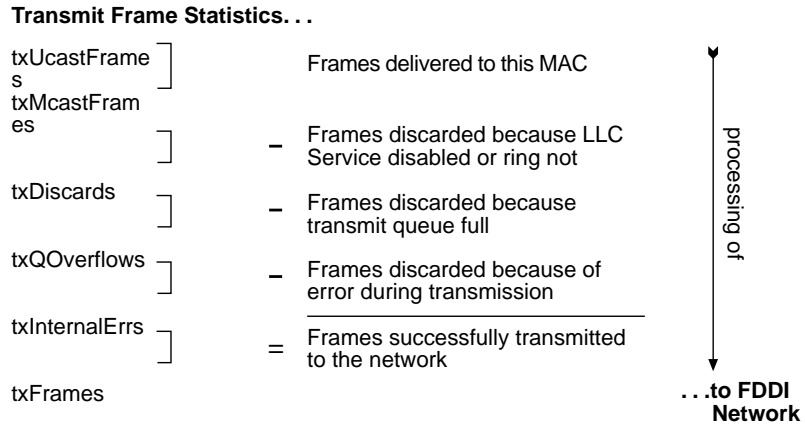 Transmit Frame Statistics. . .
txUcastFrame
s
txMcastFram
es
Frames delivered to this MAC
– Frames discarded because LLC
Service disabled or ring not
txDiscards
– Frames discarded because
transmit queue full
txQOverflows
– Frames discarded because of
error during transmission
txInternalErrs
= Frames successfully transmitted
to the network
txFrames
processing of
. . .to FDDI
Network